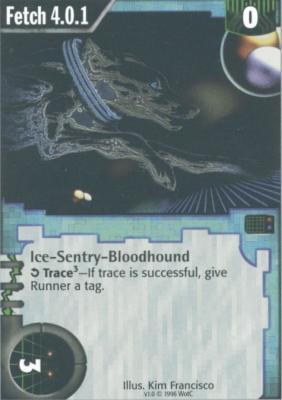 Fetch 4.0.1
0
Ice-Sentry-Bloodhound
Trace³–If trace is successful, give
Runner a tag.
3
Illus. Kim Francisco
v1.0 © 1996 WotC